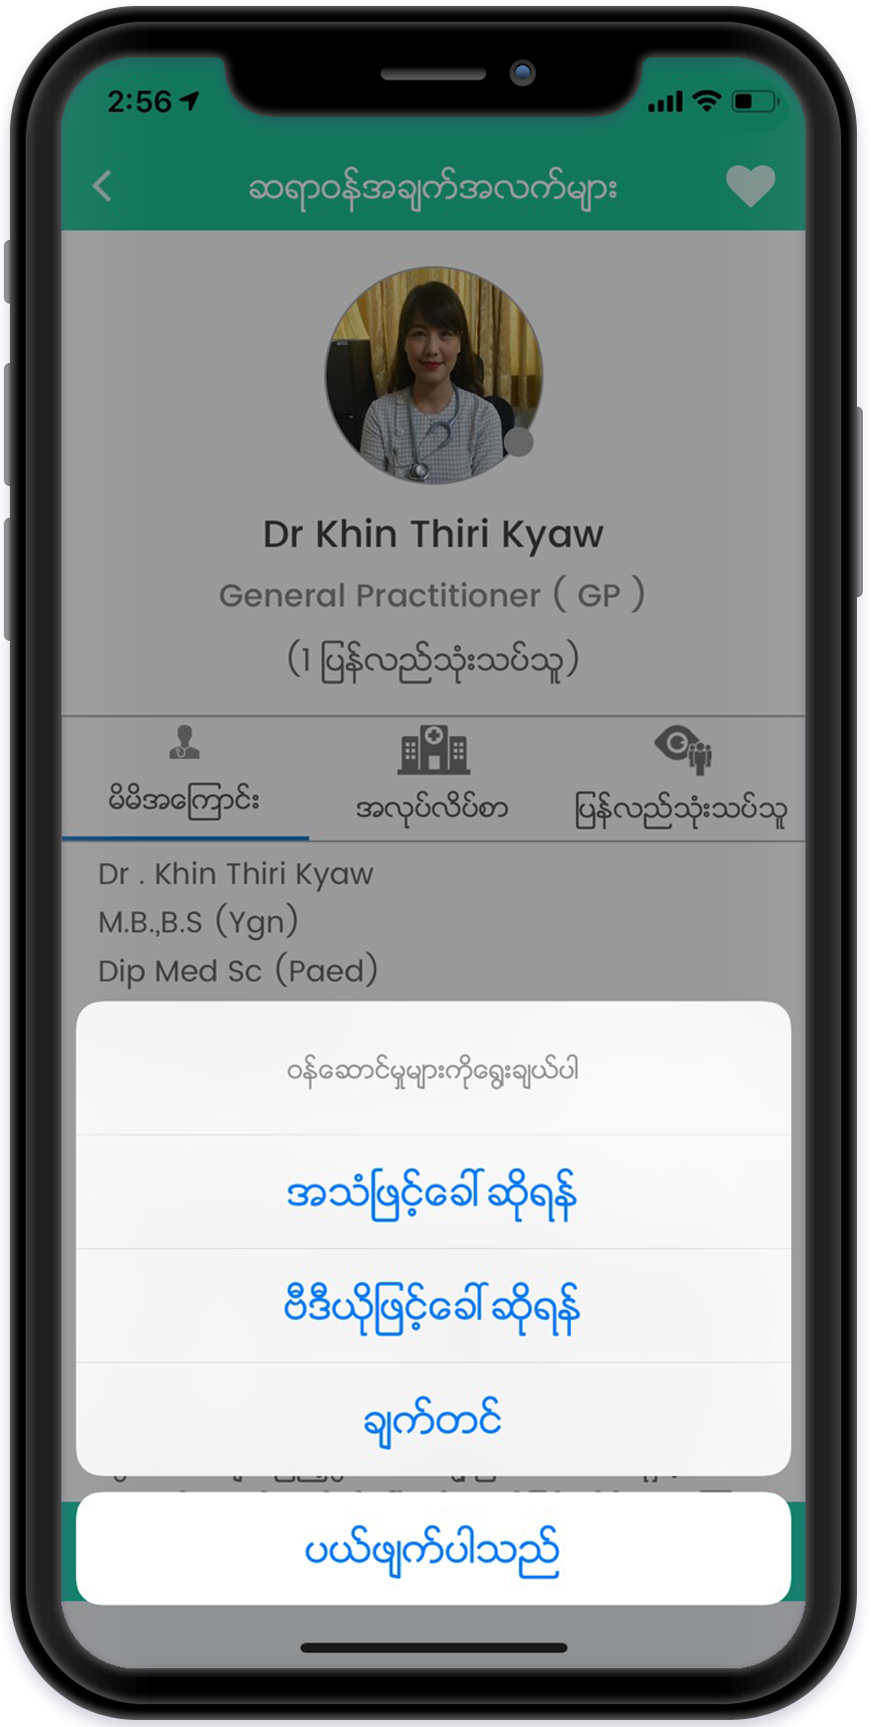 2:56
ဆရာဝန်အချက်အလက်များ
Dr Khin Thiri Kyaw
General Practitioner ( GP )
(1 ပြန်လည်သုံးသပ်သူ)
မိမိအကြောင်း
အလုပ်လိပ်စာ
ပြန်လည်သုံးသပ်သူ
Dr . Khin Thiri Kyaw
M.B.,B.S (Ygn)
Dip Med Sc (Paed)
ဝန်ဆောင်မှုများကိုရွေးချယ်ပါ
အသံဖြင့်ခေါ်ဆိုရန်
ဗီဒီယိုဖြင့်ခေါ်ဆိုရန်
ချက်တင်
ပယ်ဖျက်ပါသည်